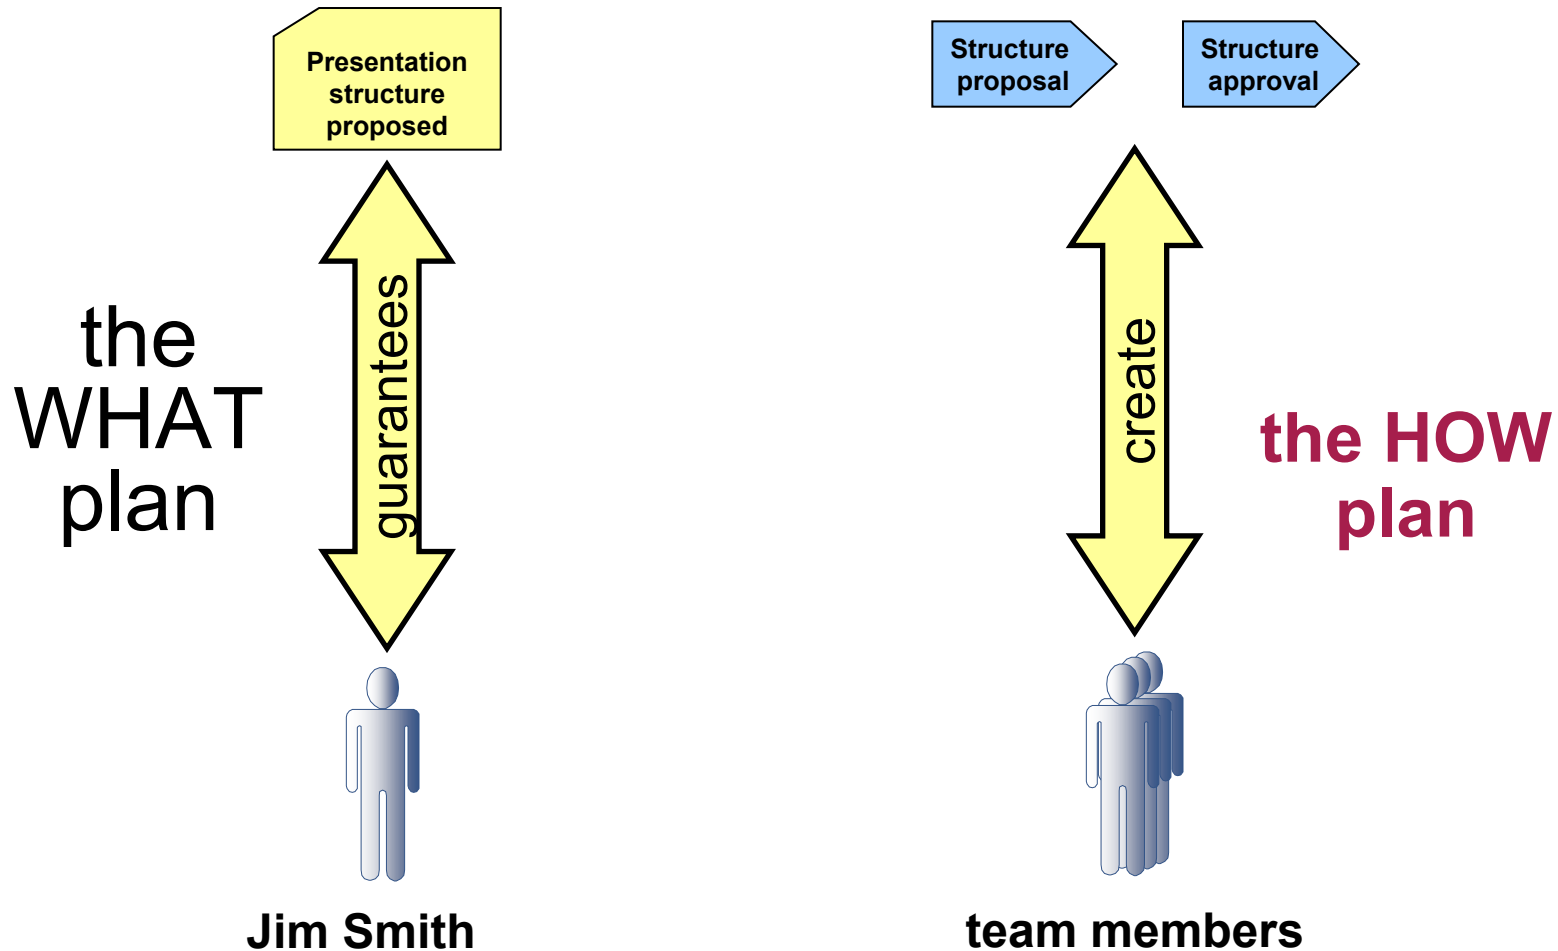 Presentation
structure
proposed
Structure
proposal
Structure
approval
the
WHAT
plan
guarantees
create
the HOW
plan
Jim Smith
team members